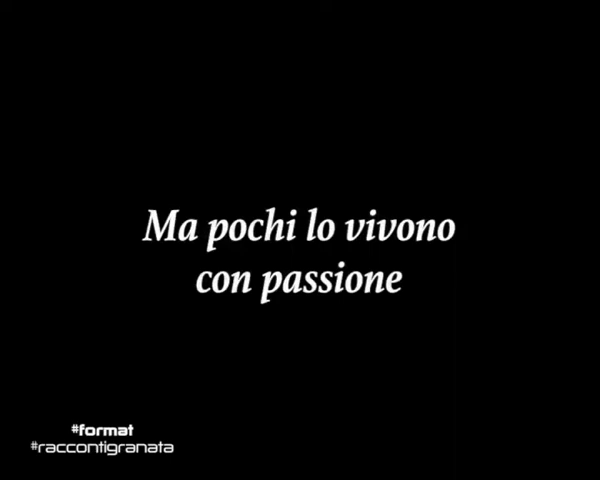 Ma pochi lo vivono
con passione
#format
#raccontigranata